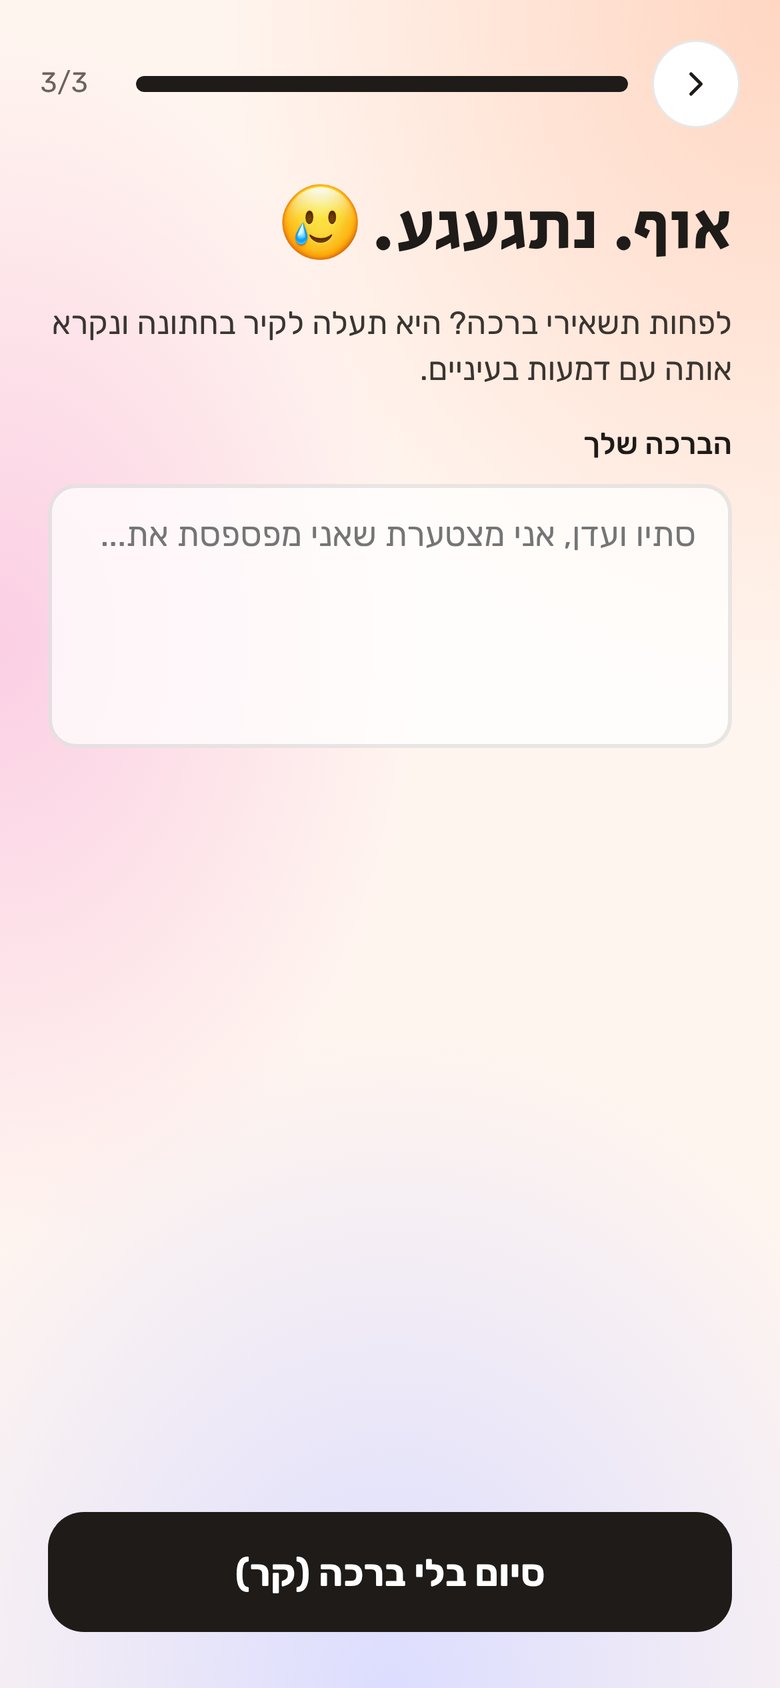 3/3
אוף. נתגעגע. 🥲
לפחות תשאירי ברכה? היא תעלה לקיר בחתונה ונקרא
אותה עם דמעות בעיניים.
הברכה שלך
סתיו ועדן, אני מצטערת שאני מפספסת את...
סיום בלי ברכה (קר)